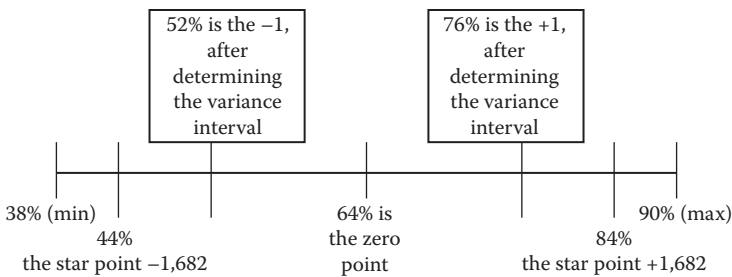 52% is the –1,
after
determining
the variance
interval
76% is the +1,
after
determining
the variance
interval
38% (min)
44%
the star point –1,682
64% is
the zero
point
84%
the star point +1,682
90% (max)